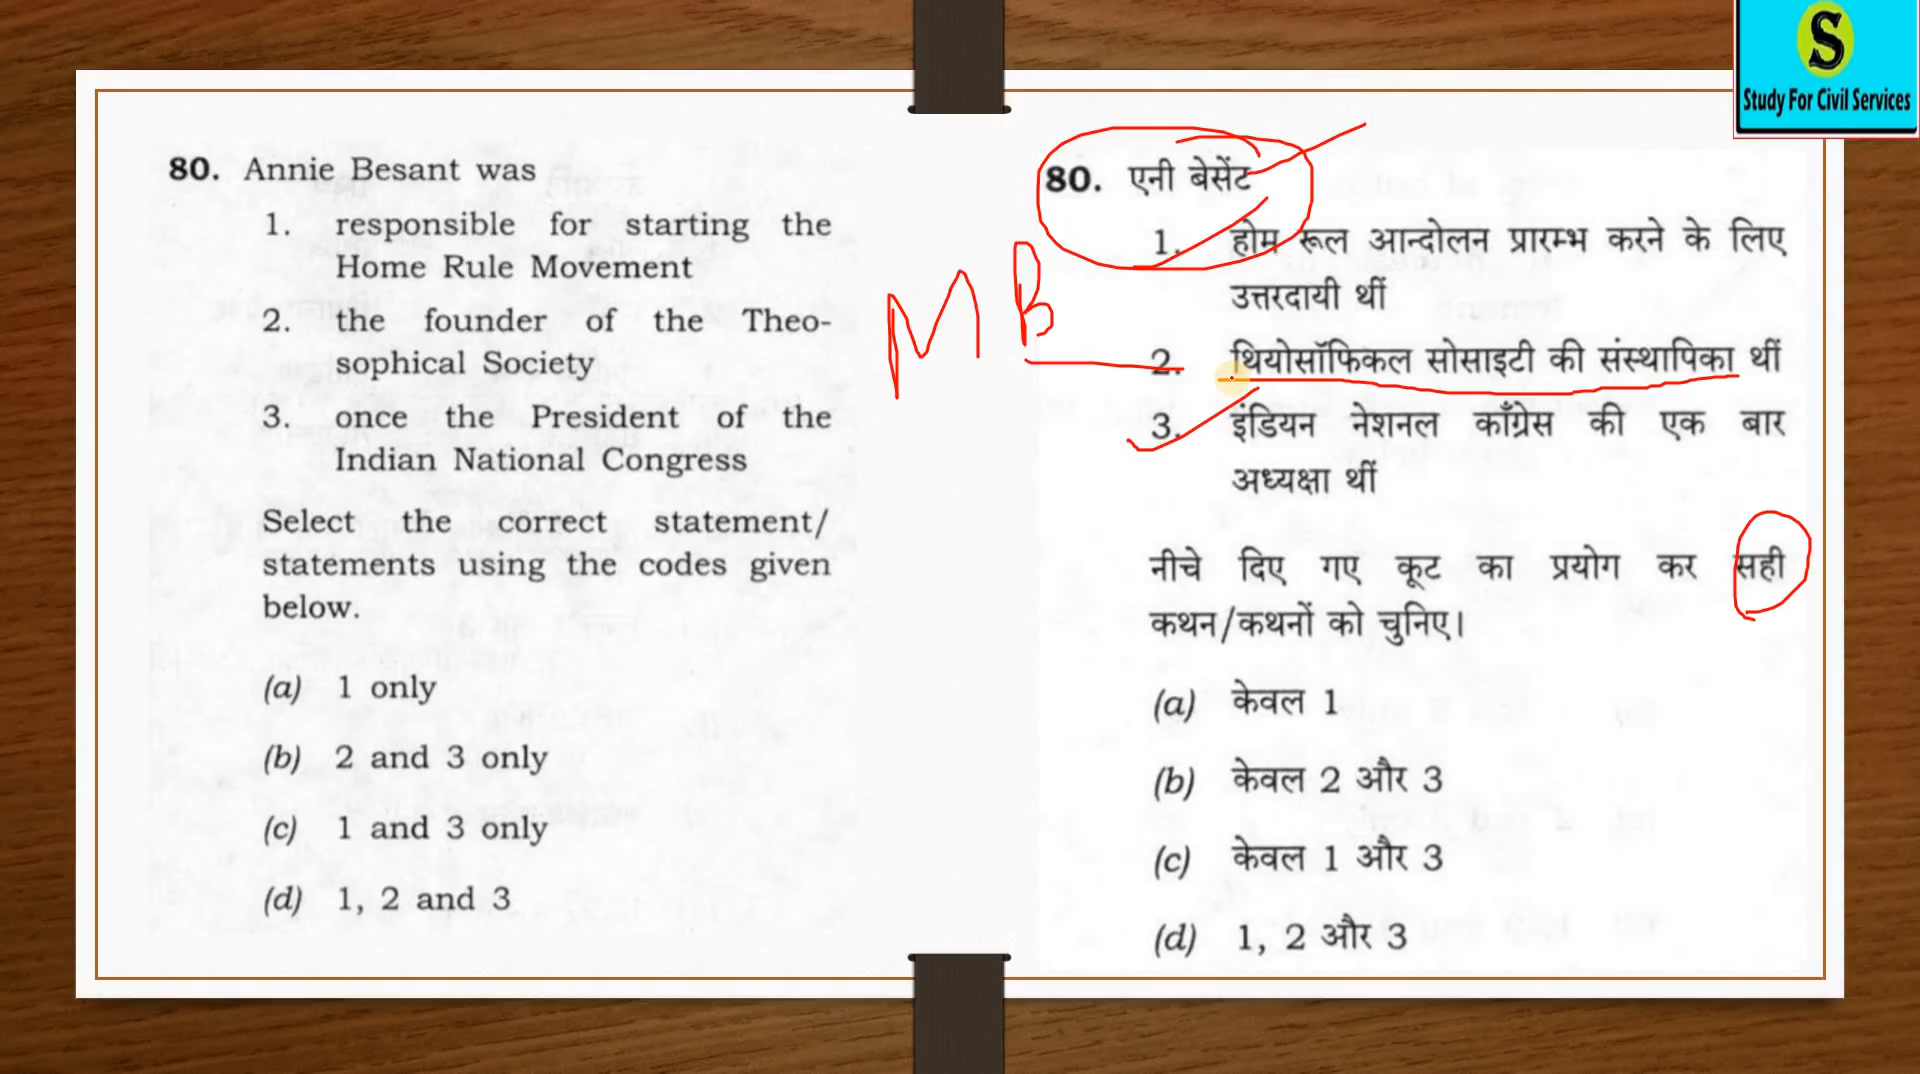 S
Study For Civil Services
80. Annie Besant was
1. responsible for starting the
Home Rule Movement
2. the founder of the Theo-
sophical Society
3. once the President of the
Indian National Congress
Select the correct statement/
statements using the codes given
below.
(a) 1 only
(b) 2 and 3 only
(c) 1 and 3 only
(d) 1, 2 and 3
M B
80. एनी बेसेंट
1. होम रूल आन्दोलन प्रारम्भ करने के लिए
उत्तरदायी थीं
2. थियोसॉफिकल सोसाइटी की संस्थापिका थीं
3. इंडियन नेशनल काँग्रेस की एक बार
अध्यक्षा थीं
नीचे दिए गए कूट का प्रयोग कर सही
कथन/कथनों को चुनिए।
(a) केवल 1
(b) केवल 2 और 3
(c) केवल 1 और 3
(d) 1, 2 और 3